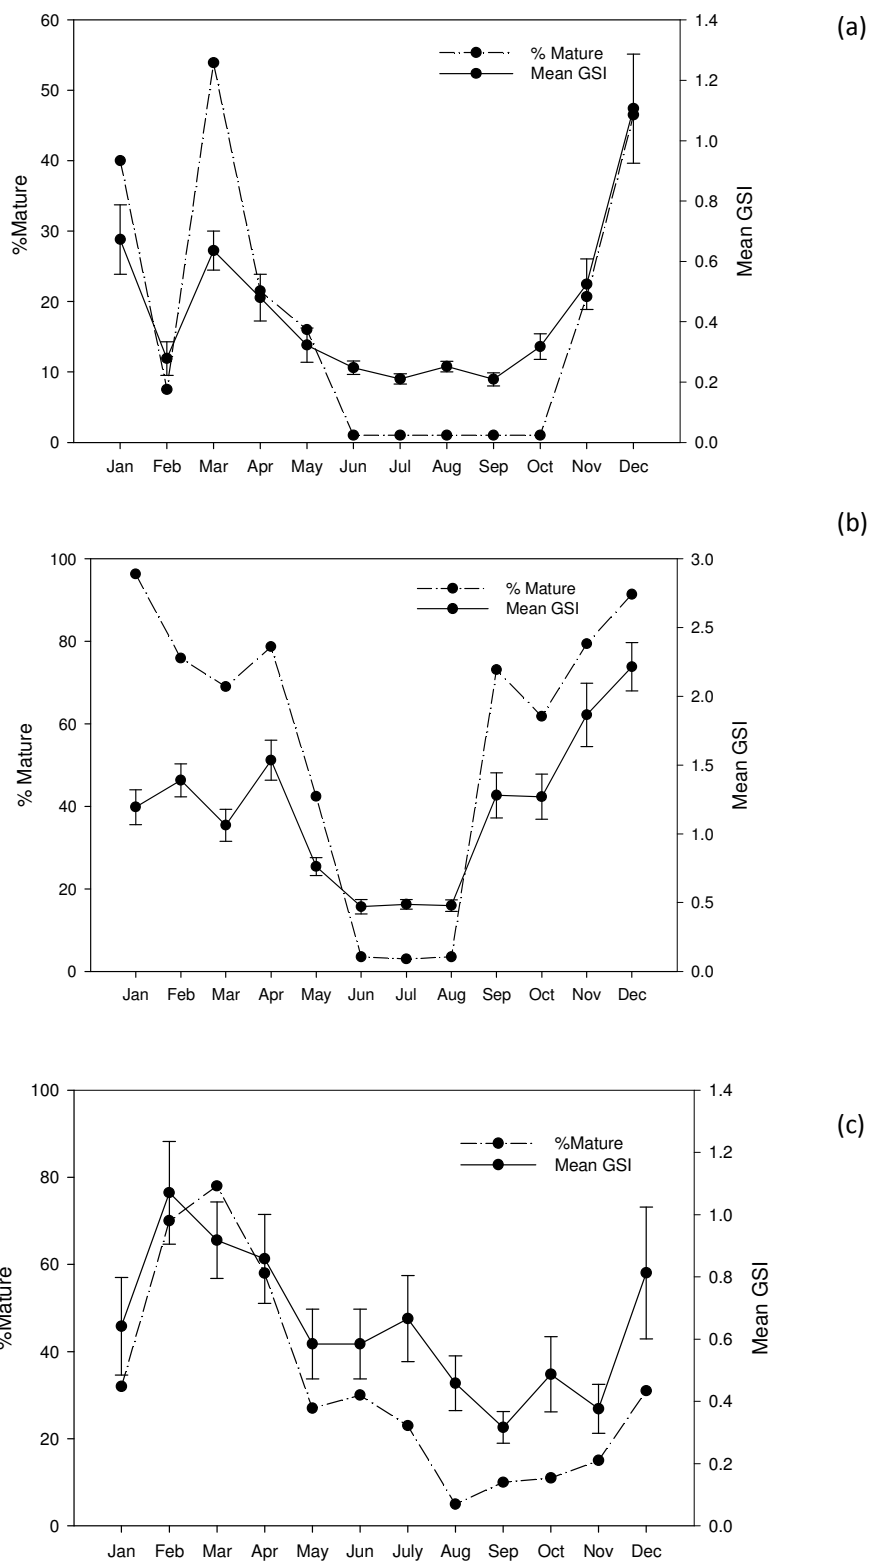 (a)
60
50
40
30
20
10
0
%Mature
1.4
1.2
1.0
0.8
0.6
0.4
0.2
0.0
Mean GSI
% Mature
Mean GSI
Jan Feb Mar Apr May Jun Jul Aug Sep Oct Nov Dec
(b)
100
80
60
40
20
0
% Mature
3.0
2.5
2.0
1.5
1.0
0.5
0.0
Mean GSI
% Mature
Mean GSI
Jan Feb Mar Apr May Jun Jul Aug Sep Oct Nov Dec
(c)
100
80
60
40
20
0
%Mature
1.4
1.2
1.0
0.8
0.6
0.4
0.2
0.0
Mean GSI
%Mature
Mean GSI
Jan Feb Mar Apr May Jun July Aug Sep Oct Nov Dec